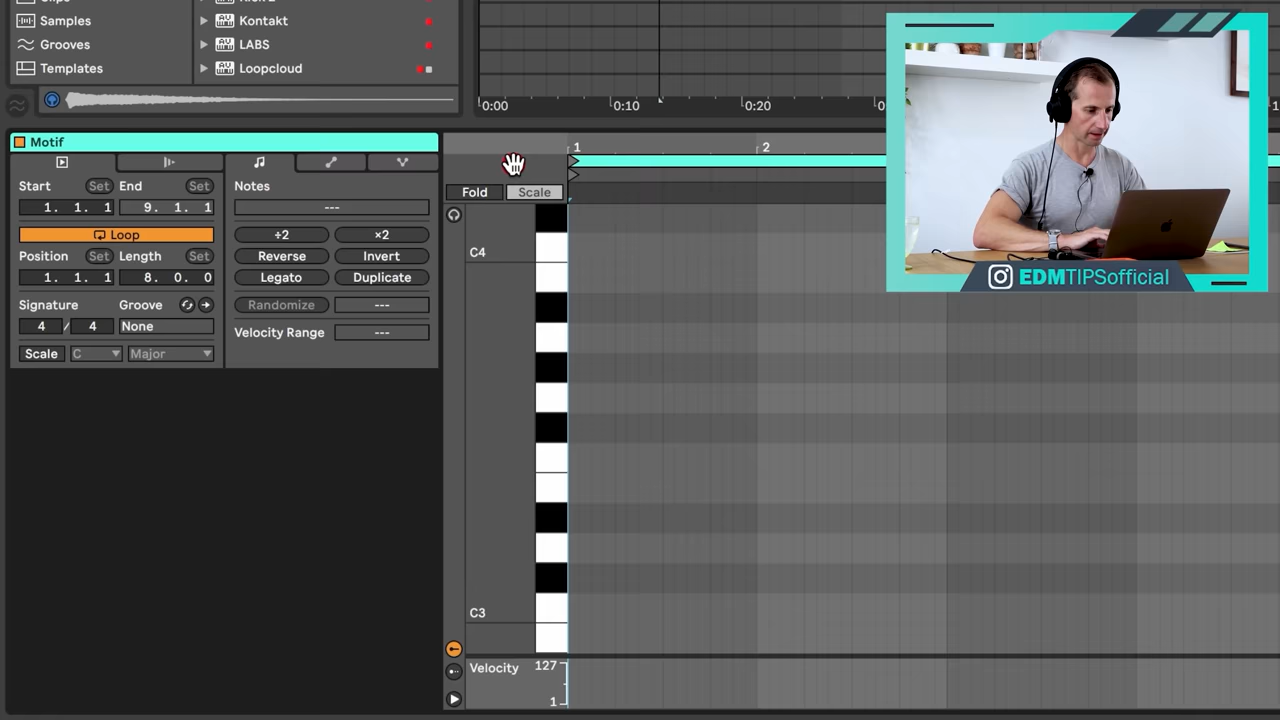 Clips
Samples
Grooves
Templates
Kick 2
Kontakt
LABS
Loopcloud
0:00
0:10
0:20
Motif
Start
Set
End
Set
1. 1. 1
9. 1. 1
Loop
Position
Set
Length
Set
1. 1. 1
8. 0. 0
Signature
Groove
4 / 4
None
Scale
C
Major
Notes
---
÷2
×2
Reverse
Invert
Legato
Duplicate
Randomize
---
Velocity Range
---
1
2
Fold
Scale
C4
C3
Velocity
127
1
EDMTIPSofficial